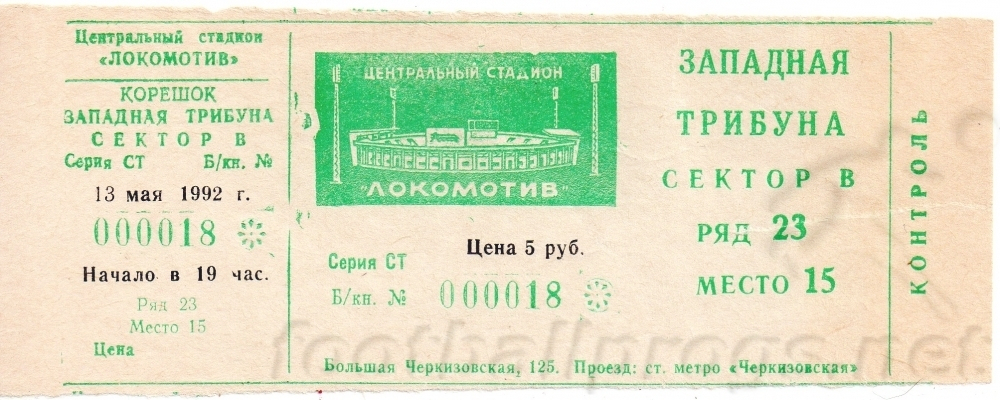 Центральный стадион
«ЛОКОМОТИВ»
КОРЕШОК
ЗАПАДНАЯ ТРИБУНА
СЕКТОР В
Серия СТ Б/кн. №
13 мая 1992 г.
000018
Начало в 19 час.
Ряд 23
Место 15
Цена
ЦЕНТРАЛЬНЫЙ СТАДИОН
"ЛОКОМОТИВ"
Серия СТ
Цена 5 руб.
Б/кн. № 000018
Большая Черкизовская, 125. Проезд: ст. метро «Черкизовская»
ЗАПАДНАЯ
ТРИБУНА
СЕКТОР В
РЯД 23
МЕСТО 15
КОНТРОЛЬ
footballprogs.net